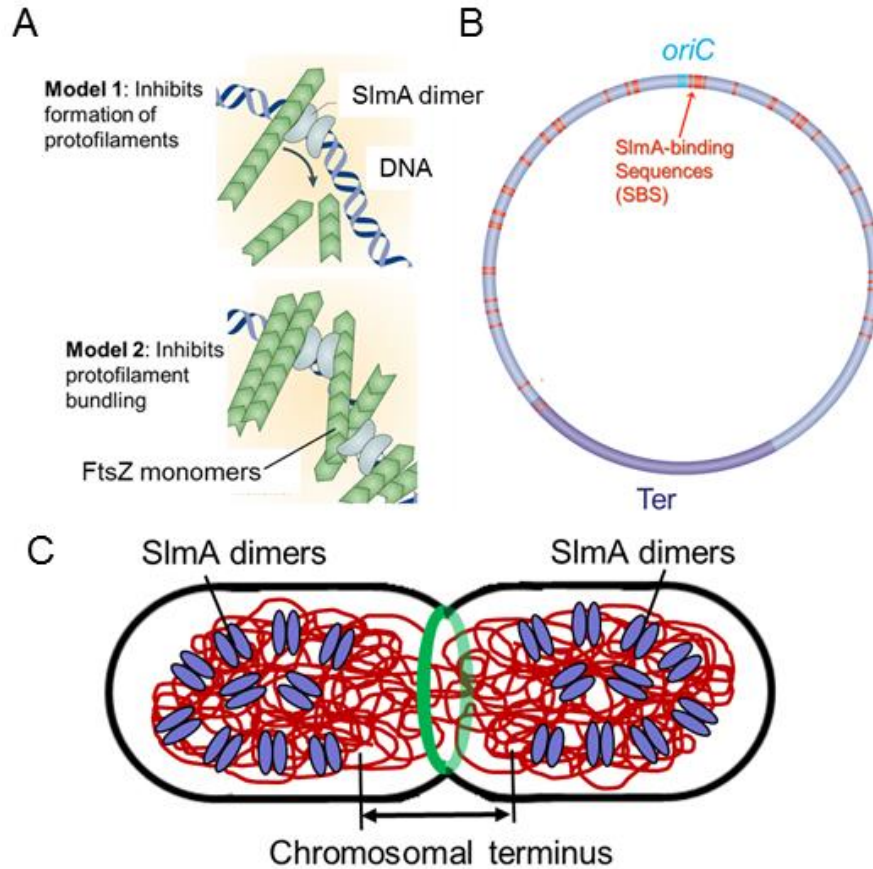 A
Model 1: Inhibits
formation of
protofilaments
SlmA dimer
DNA
Model 2: Inhibits
protofilament
bundling
FtsZ monomers
B
oriC
SlmA-binding
Sequences
(SBS)
Ter
C
SlmA dimers
SlmA dimers
Chromosomal terminus